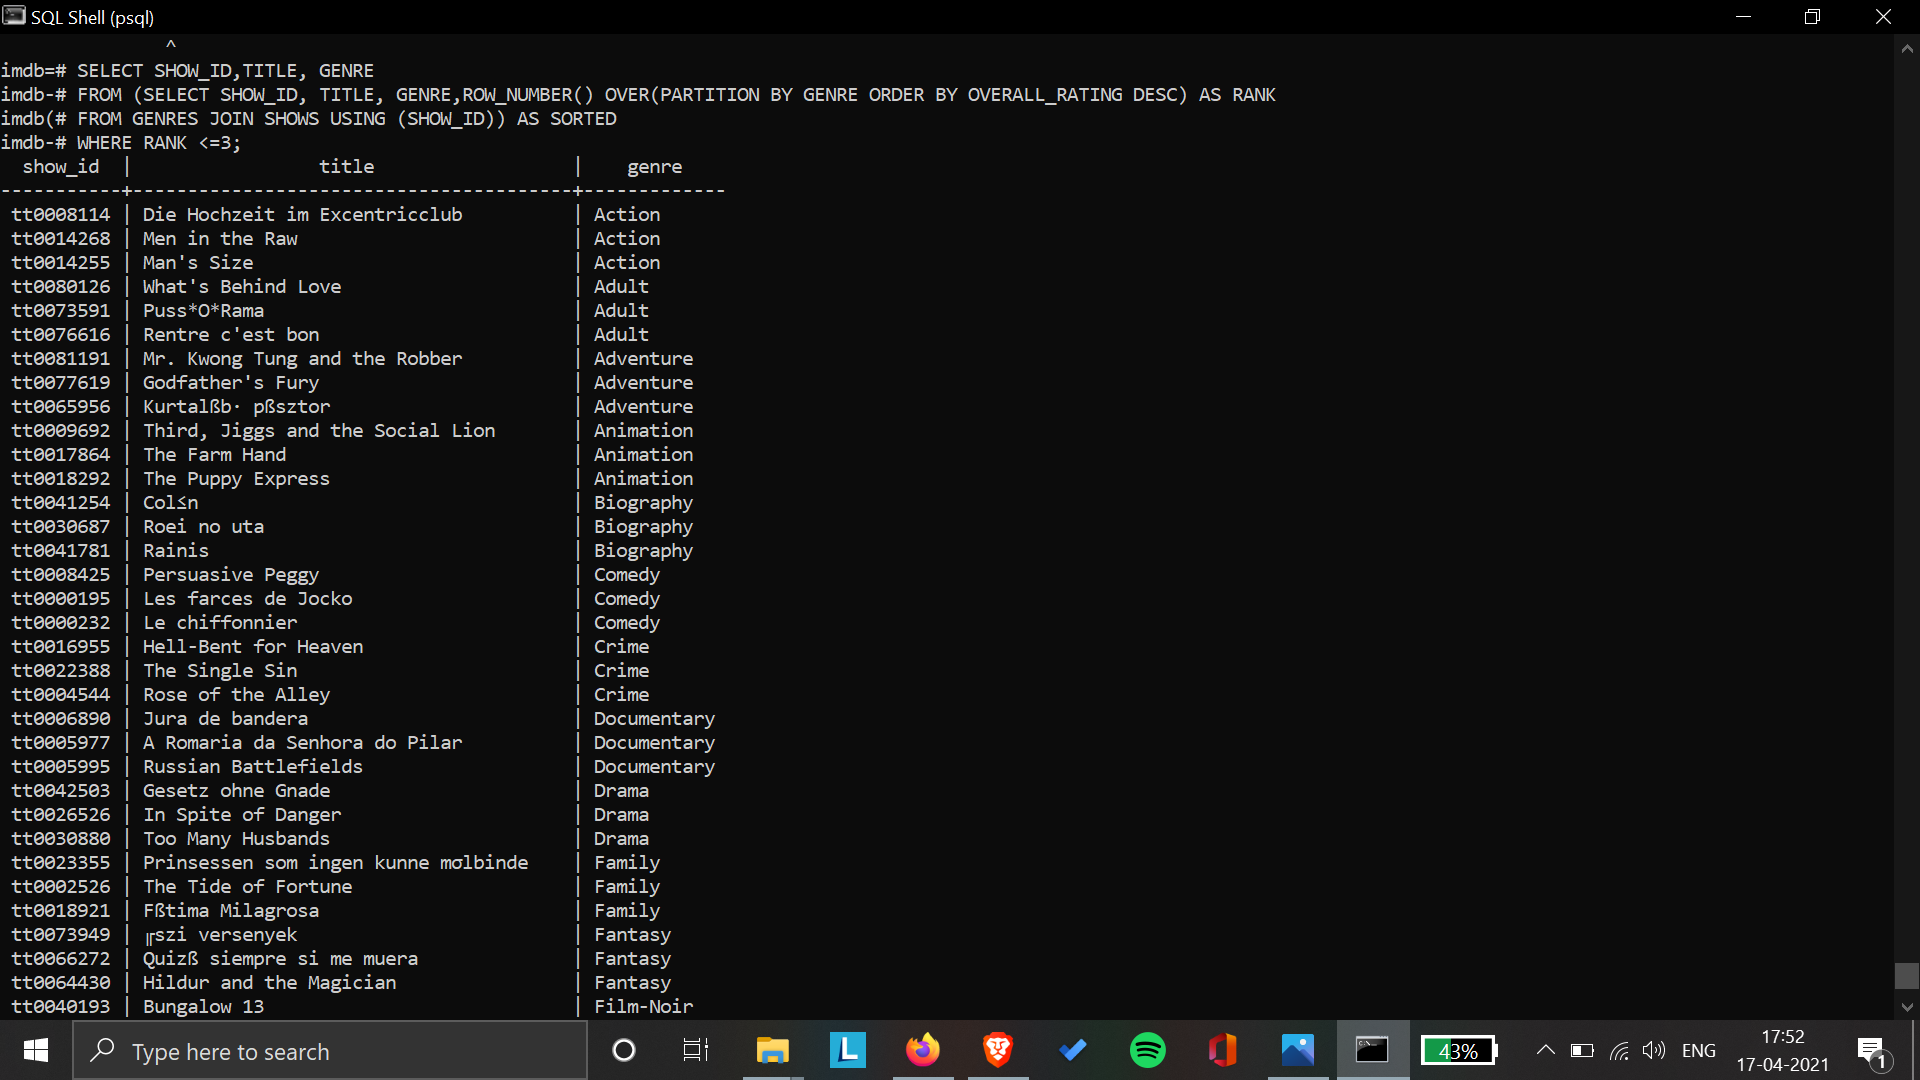 SQL Shell (psql)
^
imdb=# SELECT SHOW_ID,TITLE, GENRE
imdb-# FROM (SELECT SHOW_ID, TITLE, GENRE,ROW_NUMBER() OVER(PARTITION BY GENRE ORDER BY OVERALL_RATING DESC) AS RANK
imdb(# FROM GENRES JOIN SHOWS USING (SHOW_ID)) AS SORTED
imdb-# WHERE RANK <=3;
show_id | title | genre
-----------+----------------------------------------+-------------
tt0008114 | Die Hochzeit im Excentricclub | Action
tt0014268 | Men in the Raw | Action
tt0014255 | Man's Size | Action
tt0080126 | What's Behind Love | Adult
tt0073591 | Puss*O*Rama | Adult
tt0076616 | Rentre c'est bon | Adult
tt0081191 | Mr. Kwong Tung and the Robber | Adventure
tt0077619 | Godfather's Fury | Adventure
tt0065956 | Kurtalßb· pßsztor | Adventure
tt0009692 | Third, Jiggs and the Social Lion | Animation
tt0017864 | The Farm Hand | Animation
tt0018292 | The Puppy Express | Animation
tt0041254 | Col≤n | Biography
tt0030687 | Roei no uta | Biography
tt0041781 | Rainis | Biography
tt0008425 | Persuasive Peggy | Comedy
tt0000195 | Les farces de Jocko | Comedy
tt0000232 | Le chiffonnier | Comedy
tt0016955 | Hell-Bent for Heaven | Crime
tt0022388 | The Single Sin | Crime
tt0004544 | Rose of the Alley | Crime
tt0006890 | Jura de bandera | Documentary
tt0005977 | A Romaria da Senhora do Pilar | Documentary
tt0005995 | Russian Battlefields | Documentary
tt0042503 | Gesetz ohne Gnade | Drama
tt0026526 | In Spite of Danger | Drama
tt0030880 | Too Many Husbands | Drama
tt0023355 | Prinsessen som ingen kunne mσlbinde | Family
tt0002526 | The Tide of Fortune | Family
tt0018921 | Fßtima Milagrosa | Family
tt0073949 | ╔szi versenyek | Fantasy
tt0066272 | Quizß siempre si me muera | Fantasy
tt0064430 | Hildur and the Magician | Fantasy
tt0040193 | Bungalow 13 | Film-Noir
Type here to search
L
43%
ENG
17:52
17-04-2021
1